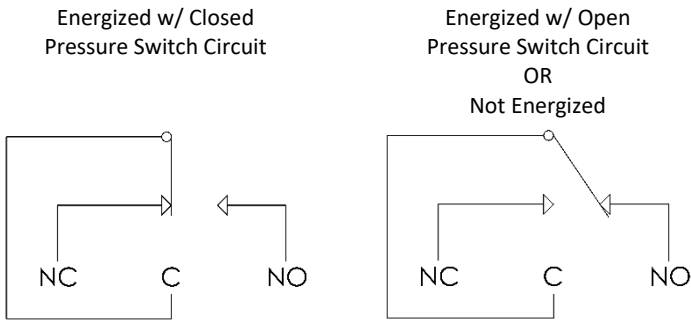 Energized w/ Closed
Pressure Switch Circuit
Energized w/ Open
Pressure Switch Circuit
OR
Not Energized
NC C NO
NC C NO